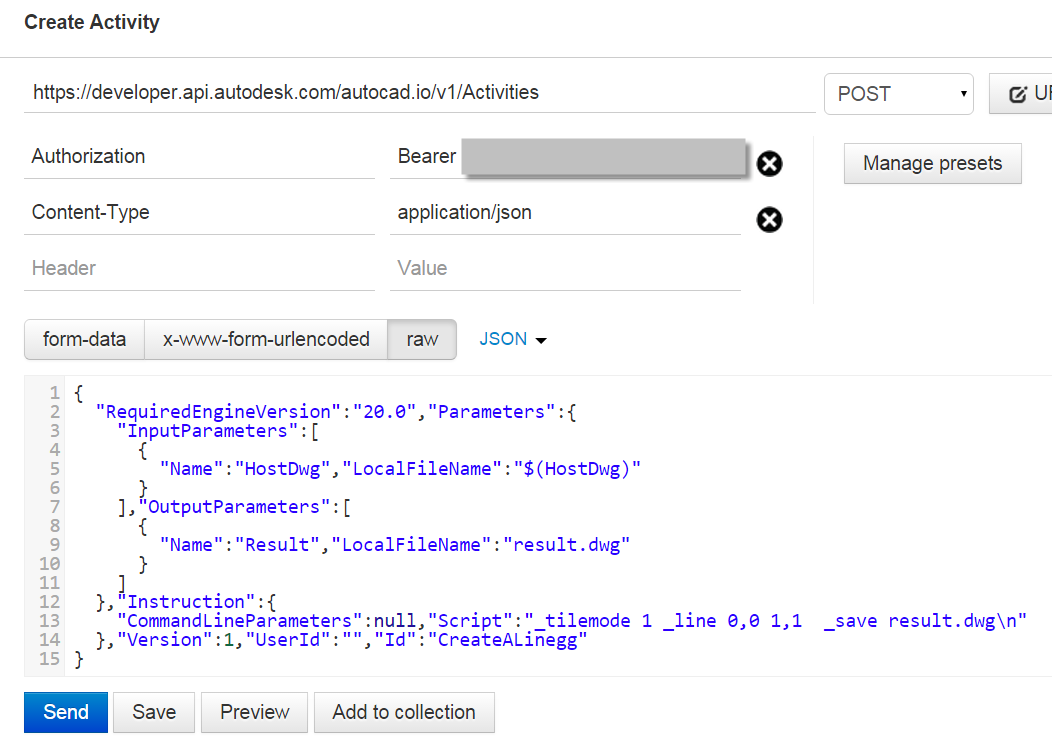 Create Activity
https://developer.api.autodesk.com/autocad.io/v1/Activities POST
Authorization Bearer
Manage presets
Content-Type application/json
Header Value
form-data x-www-form-urlencoded raw JSON
1 {
2 "RequiredEngineVersion":"20.0","Parameters":{
3 "InputParameters":[
4 {
5 "Name":"HostDwg","LocalFileName":"$(HostDwg)"
6 }
7 ],"OutputParameters":[
8 {
9 "Name":"Result","LocalFileName":"result.dwg"
10 }
11 ]
12 },"Instruction":{
13 "CommandLineParameters":null,"Script":"_tilemode 1 _line 0,0 1,1  _save result.dwg\n"
14 },"Version":1,"UserId":"","Id":"CreateALinegg"
15 }
Send Save Preview Add to collection